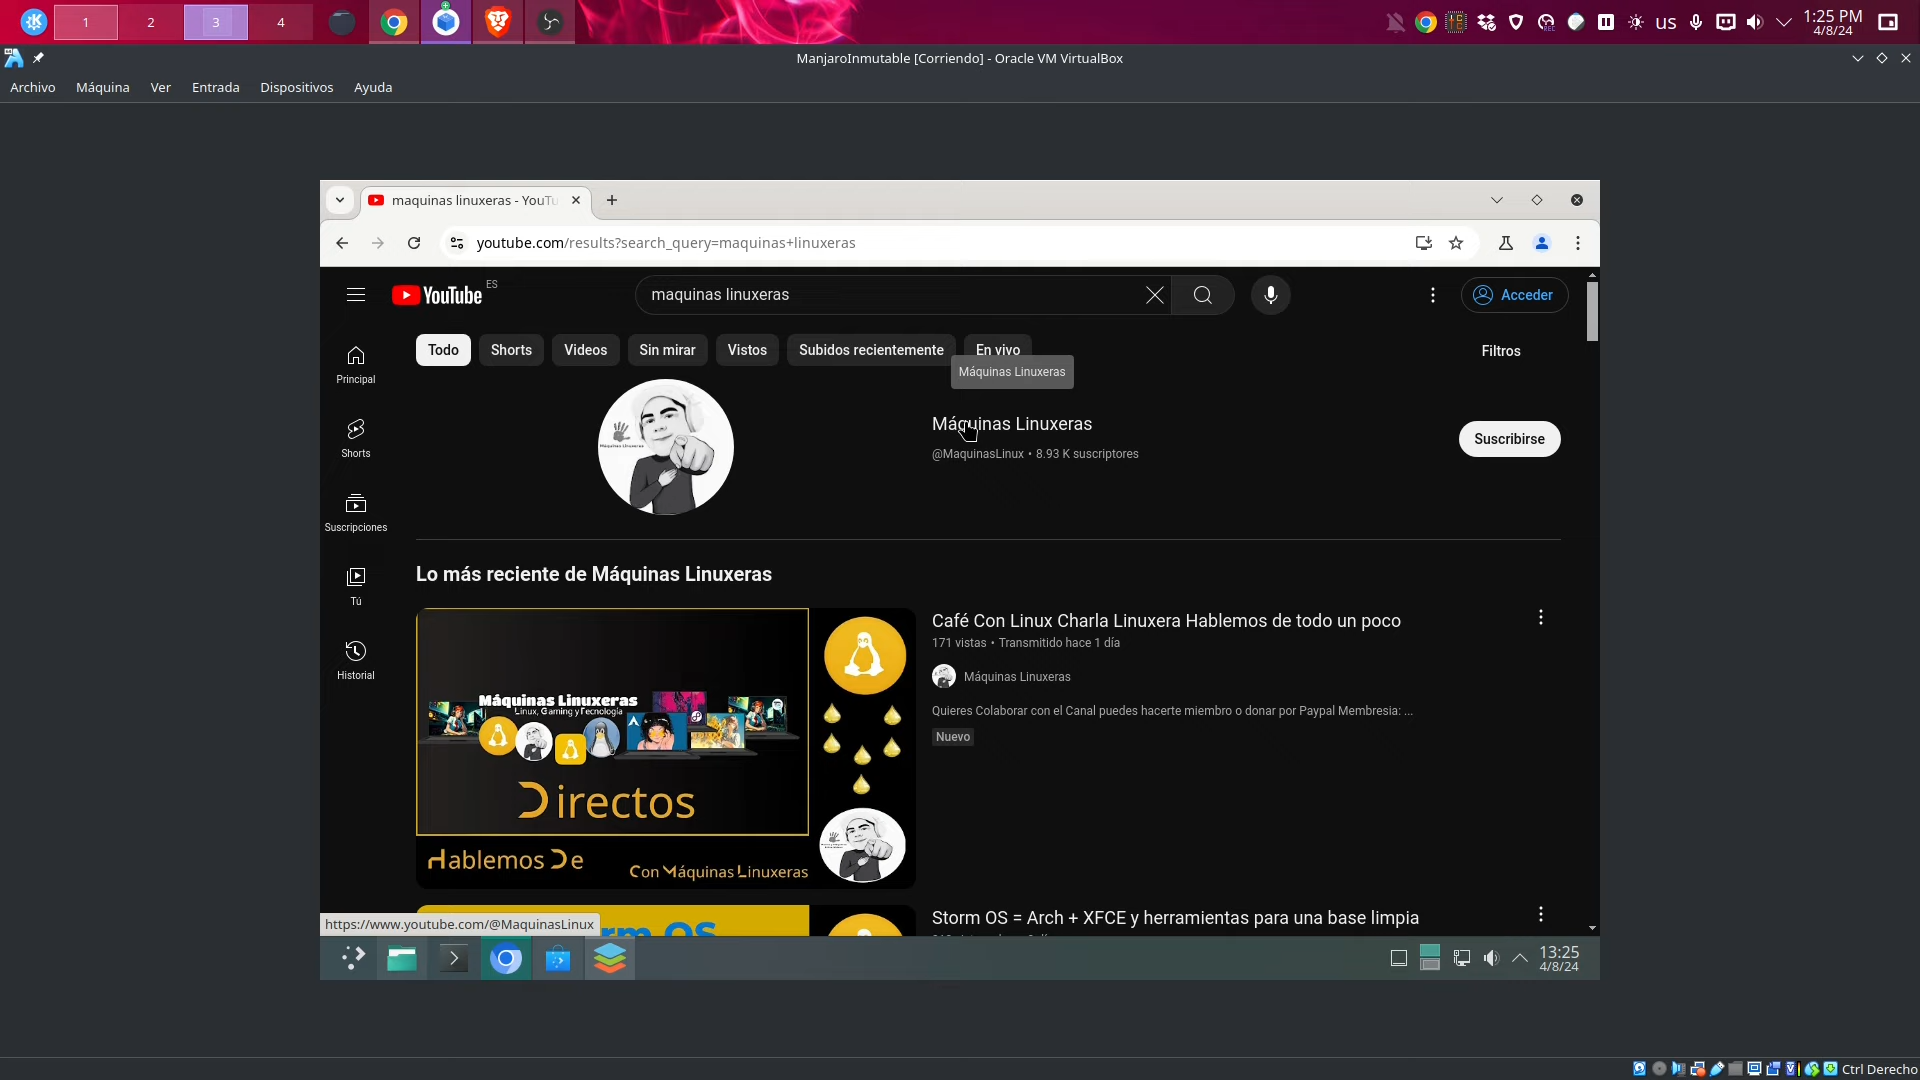 1 2 3 4
us
1:25 PM
4/8/24
ManjaroInmutable [Corriendo] - Oracle VM VirtualBox
Archivo Máquina Ver Entrada Dispositivos Ayuda
maquinas linuxeras - YouTu
youtube.com/results?search_query=maquinas+linuxeras
YouTube ES
maquinas linuxeras
Acceder
Todo Shorts Videos Sin mirar Vistos Subidos recientemente En vivo
Filtros
Máquinas Linuxeras
Principal
Shorts
Suscripciones
Tú
Historial
Máquinas Linuxeras
@MaquinasLinux • 8.93 K suscriptores
Suscribirse
Lo más reciente de Máquinas Linuxeras
Máquinas Linuxeras
Linux, Gaming y Tecnología
Directos
Hablemos De
Con Máquinas Linuxeras
Café Con Linux Charla Linuxera Hablemos de todo un poco
171 vistas • Transmitido hace 1 día
Máquinas Linuxeras
Quieres Colaborar con el Canal puedes hacerte miembro o donar por Paypal Membresia: ...
Nuevo
Storm OS = Arch + XFCE y herramientas para una base limpia
https://www.youtube.com/@MaquinasLinux
13:25
4/8/24
Ctrl Derecho